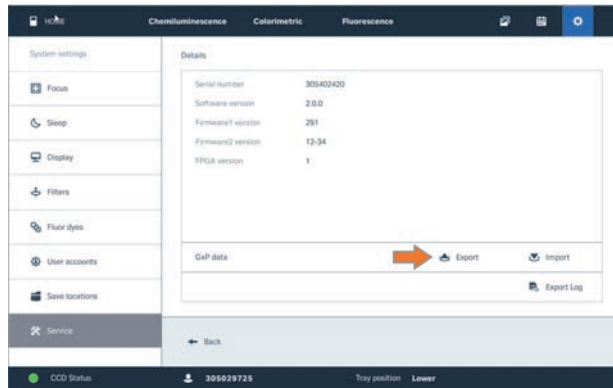 HOME Chemiluminescence Colorimetric Fluorescence
System settings
Details
Focus
Sleep
Display
Filters
Fluor dyes
User accounts
Save locations
Service
Serial number 305402420
Software version 2.0.0
Firmware1 version 291
Firmware2 version 12-34
FPGA version 1
GxP data Export Import
Export Log
Back
CCD Status 305029725 Tray position Lower